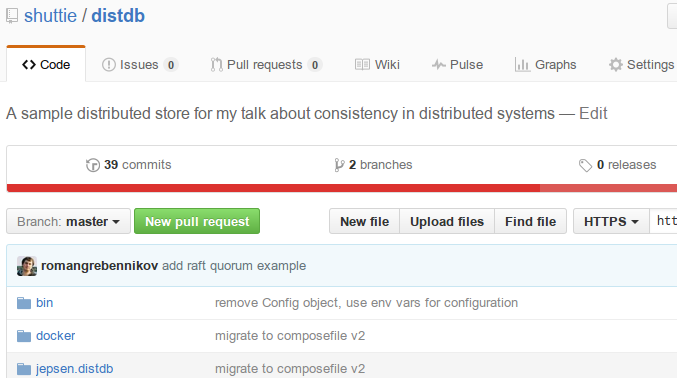 shuttie / distdb
Code Issues 0 Pull requests 0 Wiki Pulse Graphs Settings
A sample distributed store for my talk about consistency in distributed systems — Edit
39 commits 2 branches 0 releases
Branch: master New pull request New file Upload files Find file HTTPS htt
romangrebennikov add raft quorum example
bin remove Config object, use env vars for configuration
docker migrate to composefile v2
jepsen.distdb migrate to composefile v2